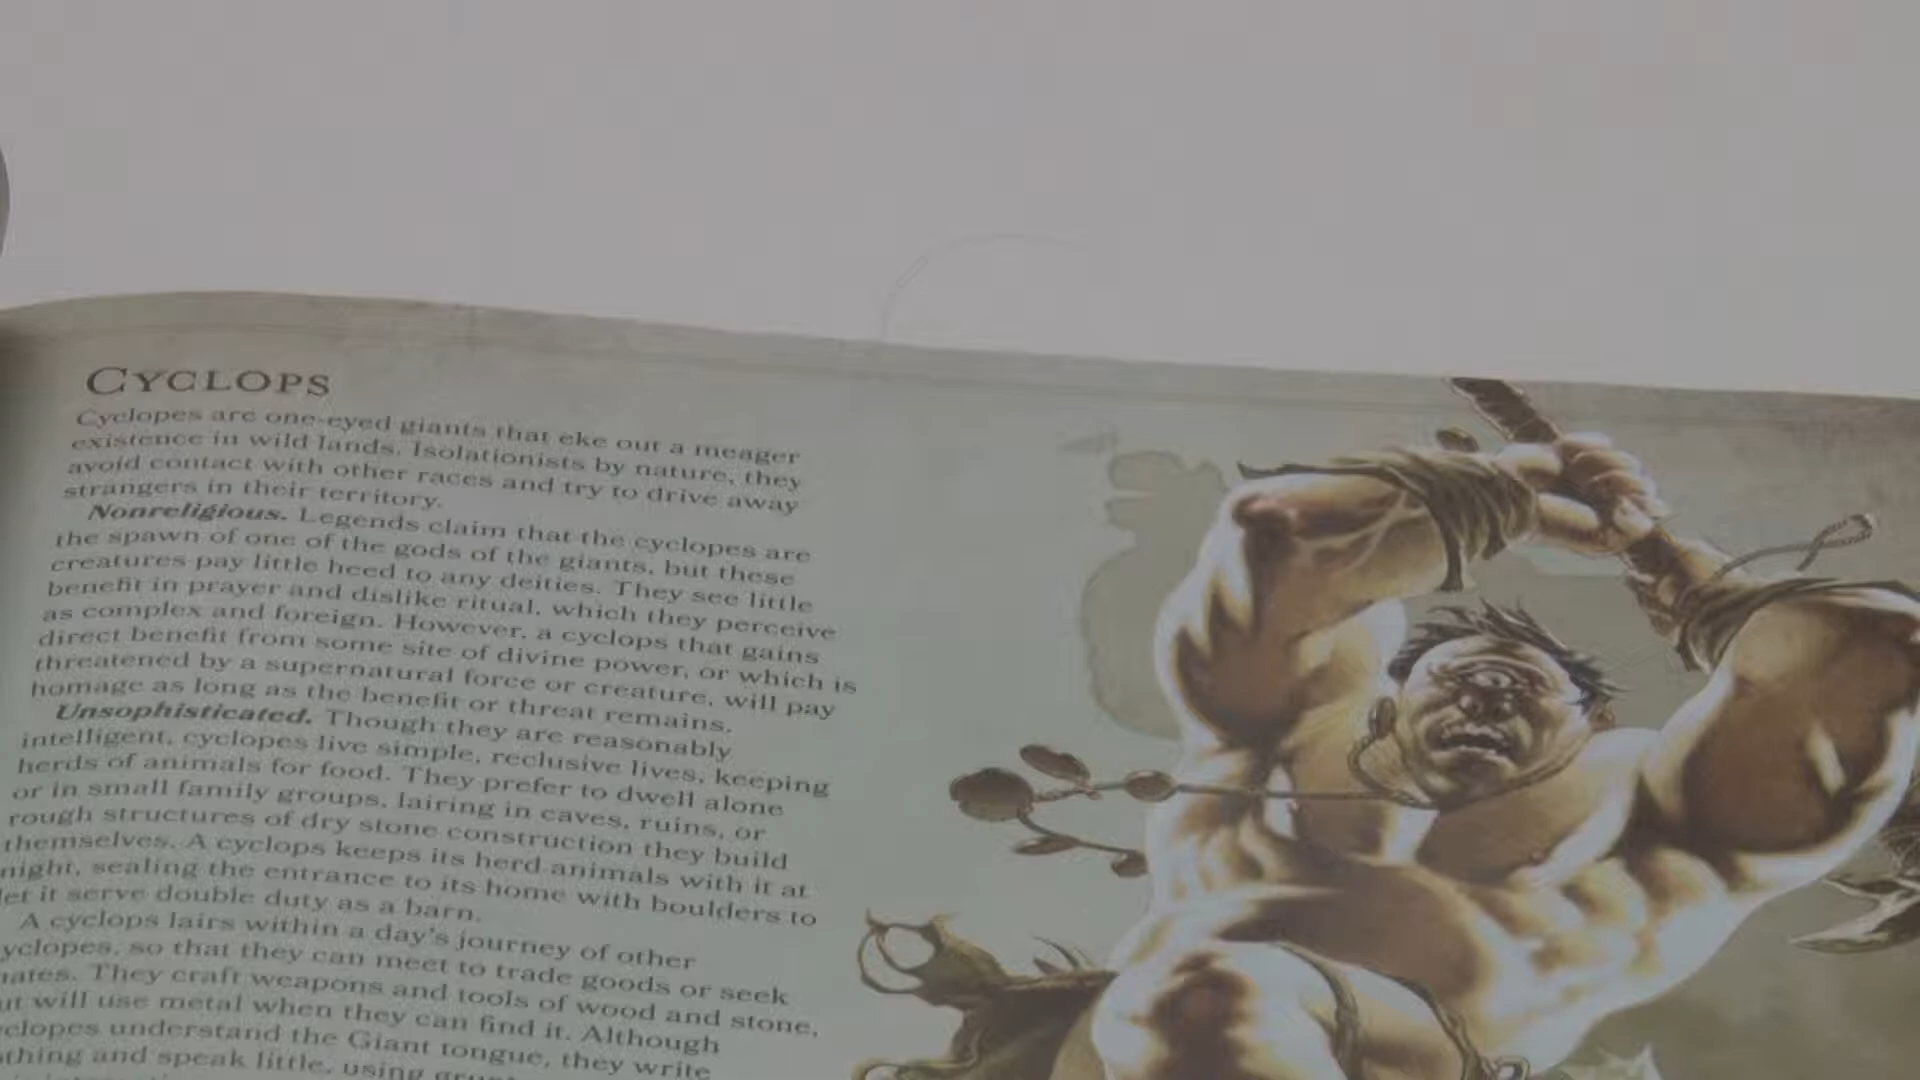 CYCLOPS
Cyclopes are one-eyed giants that eke out a meager
existence in wild lands. Isolationists by nature, they
avoid contact with other races and try to drive away
strangers in their territory.
Nonreligious. Legends claim that the cyclopes are
the spawn of one of the gods of the giants, but these
creatures pay little heed to any deities. They see little
benefit in prayer and dislike ritual, which they perceive
as complex and foreign. However, a cyclops that gains
direct benefit from some site of divine power, or which is
threatened by a supernatural force or creature, will pay
homage as long as the benefit or threat remains.
Unsophisticated. Though they are reasonably
intelligent, cyclopes live simple, reclusive lives, keeping
herds of animals for food. They prefer to dwell alone
or in small family groups, lairing in caves, ruins, or
rough structures of dry stone construction they build
themselves. A cyclops keeps its herd animals with it at
night, sealing the entrance to its home with boulders to
let it serve double duty as a barn.
A cyclops lairs within a day's journey of other
yclopes, so that they can meet to trade goods or seek
nates. They craft weapons and tools of wood and stone,
ut will use metal when they can find it. Although
yclopes understand the Giant tongue, they write
othing and speak little, using